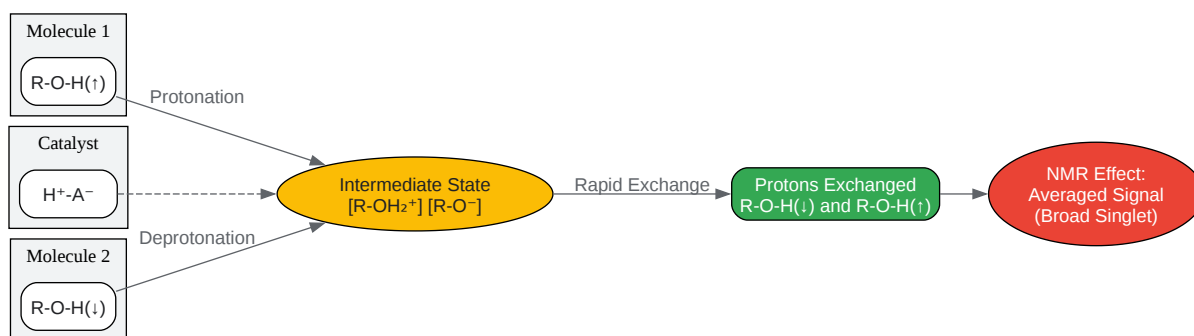 Molecule 1
R-O-H(↑)
Protonation
Catalyst
H⁺-A⁻
Intermediate State
[R-OH₂⁺] [R-O⁻]
Rapid Exchange
Protons Exchanged
R-O-H(↓) and R-O-H(↑)
NMR Effect:
Averaged Signal
(Broad Singlet)
Deprotonation
Molecule 2
R-O-H(↓)